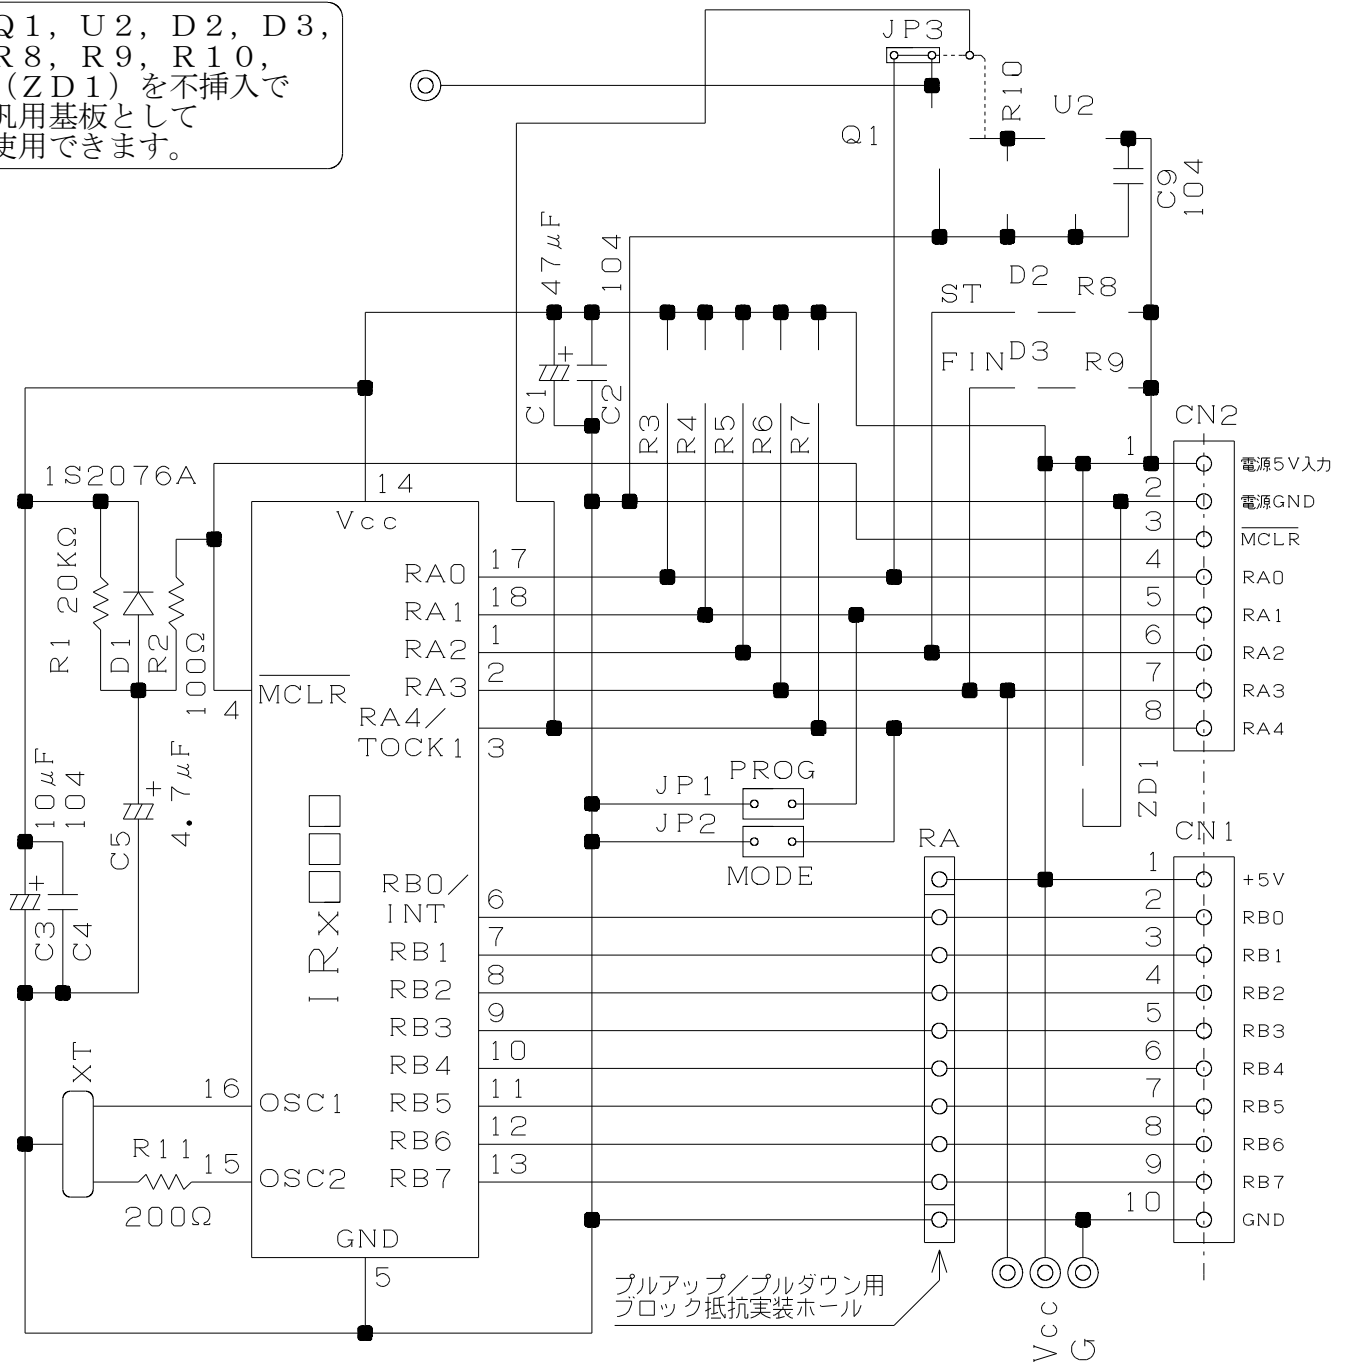 Q1，U2，D2，D3，
R8，R9，R10，
（ZD1）を不挿入で
汎用基板として
使用できます。
JP3
R10
U2
Q1
C9
104
47μF
104
D2
R8
ST
D3
FIN
R9
C1
C2
R3
R4
R5
R6
R7
CN2
1 電源5V入力
2 電源GND
3 MCLR
4 RA0
5 RA1
6 RA2
7 RA3
8 RA4
1S2076A
14
Vcc
R1
20KΩ
D1
R2
100Ω
RA0 17
RA1 18
RA2 1
RA3 2
RA4/
TOCK1 3
4 MCLR
10μF
104
C5
4.7μF
C3
C4
IRx□□□
JP1
PROG
JP2
MODE
ZD1
RA
CN1
RB0/
INT 6
RB1 7
RB2 8
RB3 9
RB4 10
RB5 11
RB6 12
RB7 13
1 +5V
2 RB0
3 RB1
4 RB2
5 RB3
6 RB4
7 RB5
8 RB6
9 RB7
10 GND
XT
16 OSC1
R11
15 OSC2
200Ω
GND
5
プルアップ／プルダウン用
ブロック抵抗実装ホール
Vcc
G